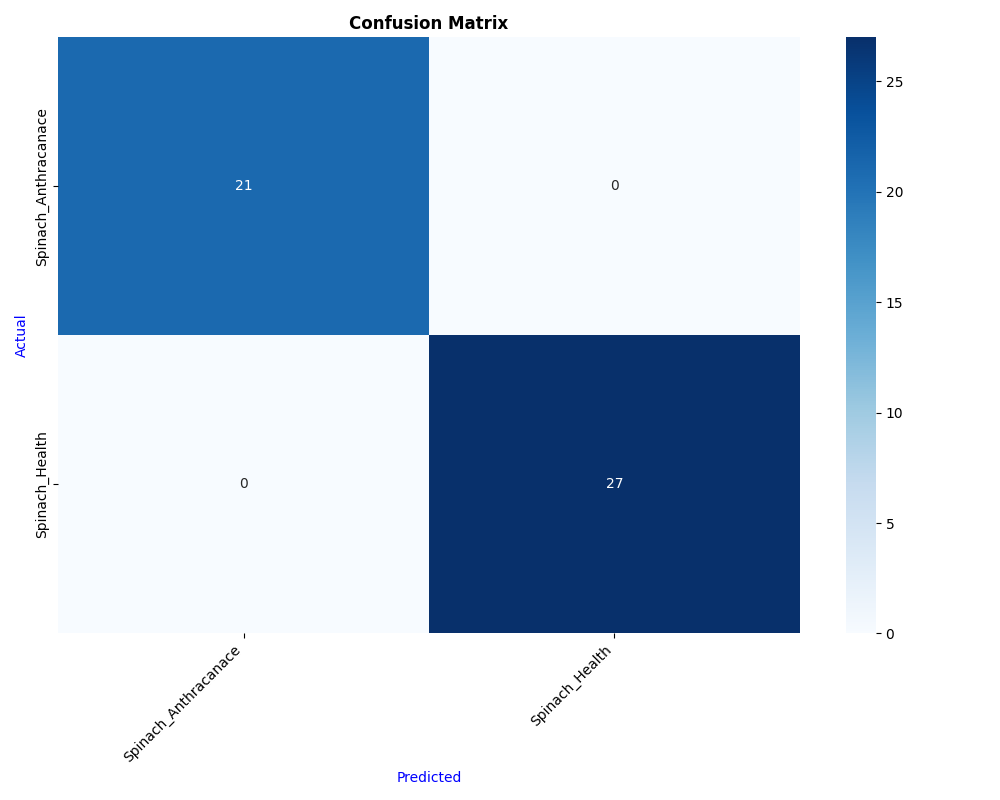 Confusion Matrix
Actual
Spinach_Anthracanace
Spinach_Health
21
0
0
27
Spinach_Anthracanace
Spinach_Health
Predicted
25
20
15
10
5
0